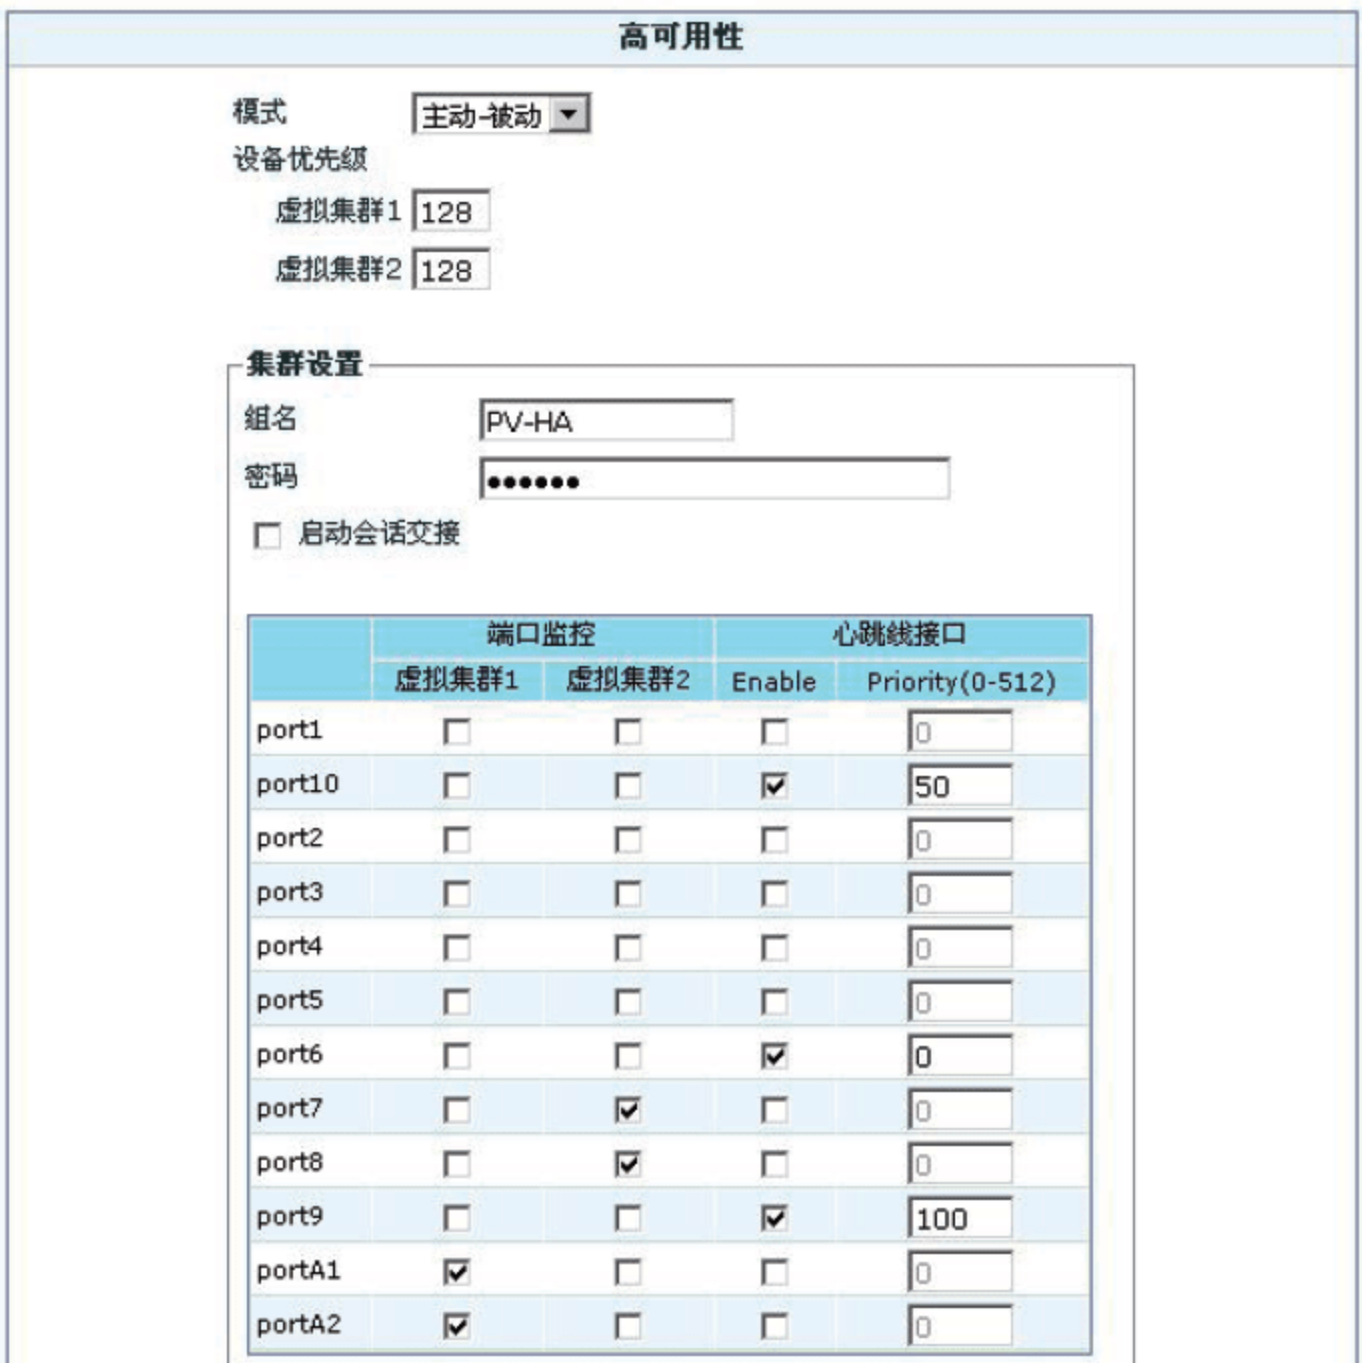 高可用性
模式 主动-被动
设备优先级
虚拟集群1 128
虚拟集群2 128
集群设置
组名 PV-HA
密码 ●●●●●●
启动会话交接
端口监控 心跳线接口
虚拟集群1 虚拟集群2 Enable Priority(0-512)
port1 0
port10 50
port2 0
port3 0
port4 0
port5 0
port6 0
port7 0
port8 0
port9 100
portA1 0
portA2 0